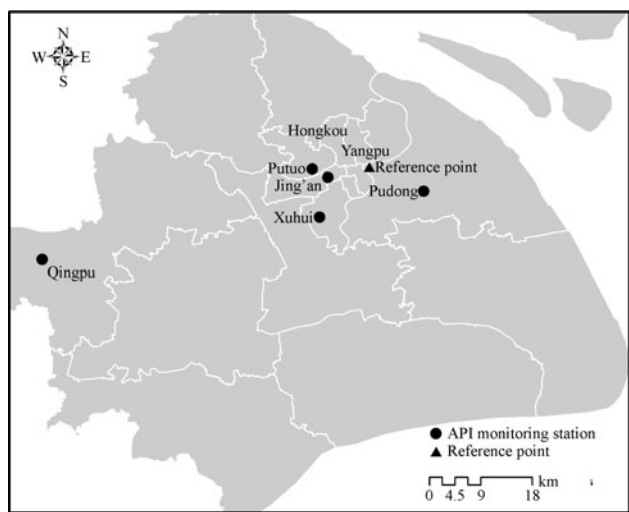 N
W E
S
Hongkou
Yangpu
Putuo
Reference point
Jing'an
Pudong
Xuhui
Qingpu
API monitoring station
Reference point
km
0 4.5 9 18